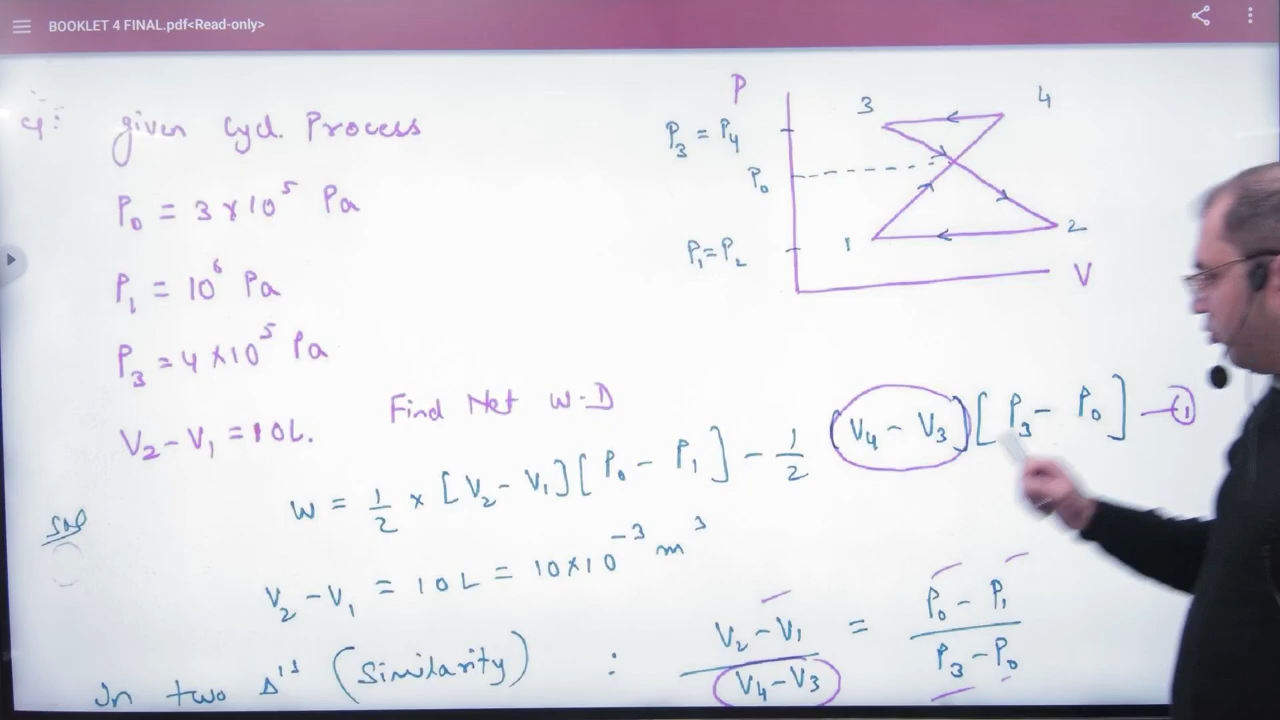 BOOKLET 4 FINAL.pdf<Read-only>
Q: given Cycl. Process
P₀ = 3×10⁵ Pa
P₁ = 10⁶ Pa
P₃ = 4×10⁵ Pa
V₂ - V₁ = 10L.
Find Net W·D
P
P₃ = P₄
P₀
P₁ = P₂
3
4
1
2
V
Sol
W = 1/2 × [V₂ - V₁][P₀ - P₁] - 1/2 (V₄ - V₃)[P₃ - P₀] —①
V₂ - V₁ = 10L = 10×10⁻³ m³
In two Δ'ˢ (Similarity) : (V₂ - V₁)/(V₄ - V₃) = (P₀ - P₁)/(P₃ - P₀)